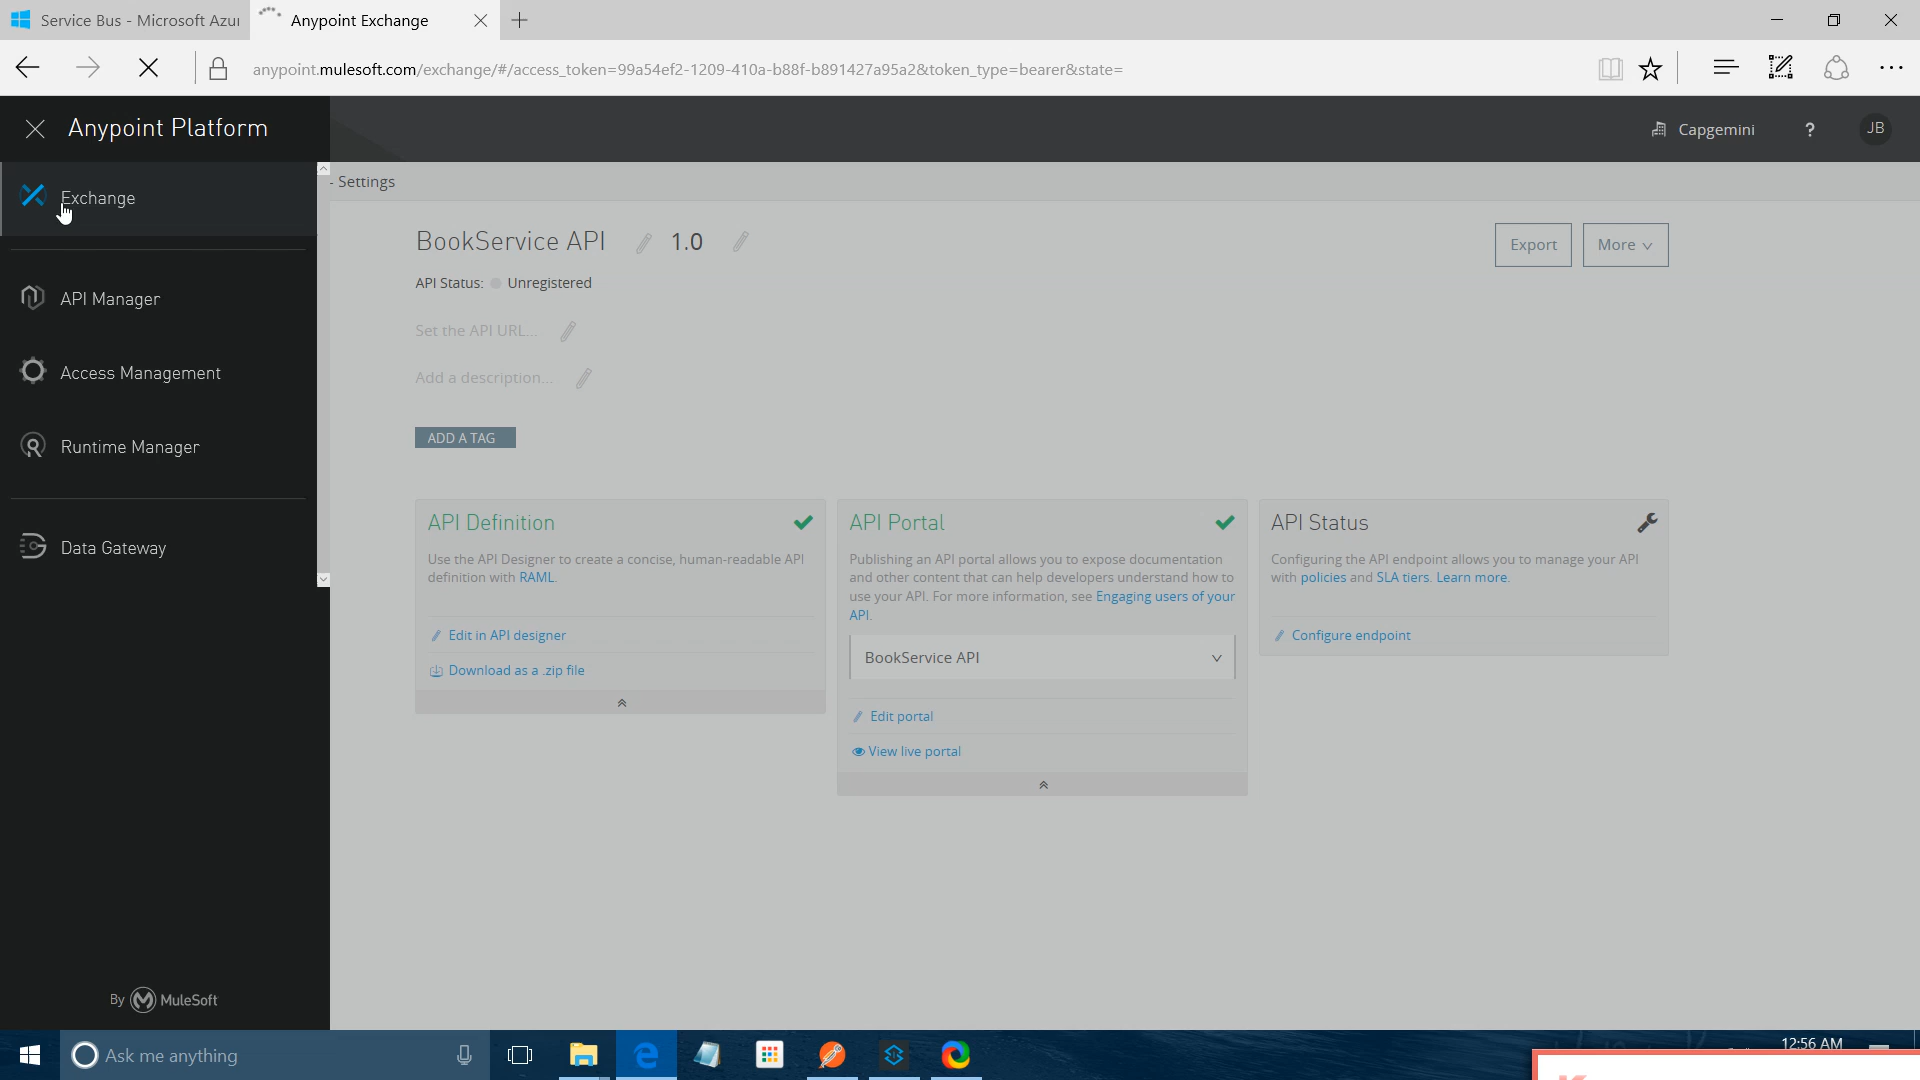 Service Bus - Microsoft Azu
Anypoint Exchange
anypoint.mulesoft.com/exchange/#/access_token=99a54ef2-1209-410a-b88f-b891427a95a2&token_type=bearer&state=
Anypoint Platform
Capgemini
?
JB
Exchange
API Manager
Access Management
Runtime Manager
Data Gateway
By MuleSoft
- Settings
BookService API
1.0
Export
More
API Status: Unregistered
Set the API URL...
Add a description...
ADD A TAG
API Definition
Use the API Designer to create a concise, human-readable API
definition with RAML.
Edit in API designer
Download as a .zip file
API Portal
Publishing an API portal allows you to expose documentation
and other content that can help developers understand how to
use your API. For more information, see Engaging users of your
API.
BookService API
Edit portal
View live portal
API Status
Configuring the API endpoint allows you to manage your API
with policies and SLA tiers. Learn more.
Configure endpoint
Ask me anything
12:56 AM